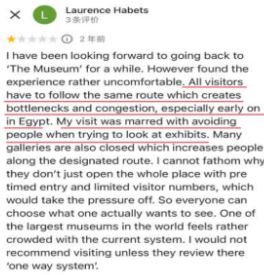 Laurence Habets
3条评价
2 年前
I have been looking forward to going back to
‘The Museum’ for a while. However found the
experience rather uncomfortable. All visitors
have to follow the same route which creates
bottlenecks and congestion, especially early on
in Egypt. My visit was marred with avoiding
people when trying to look at exhibits. Many
galleries are also closed which increases people
along the designated route. I cannot fathom why
they don’t just open the whole place with pre
timed entry and limited visitor numbers, which
would take the pressure off. So everyone can
choose what one actually wants to see. One of
the largest museums in the world feels rather
crowded with the current system. I would not
recommend visiting unless they review there
‘one way system’.